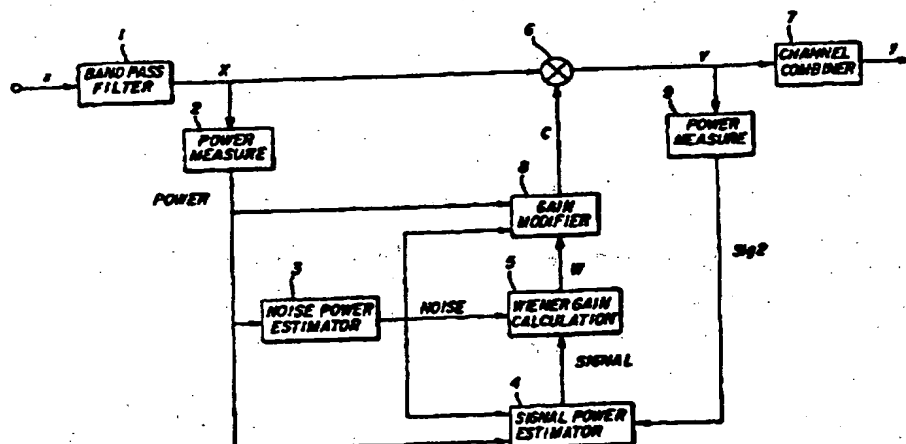 1
x
BAND PASS
FILTER
X
6
V
7
CHANNEL
COMBINER
y
2
POWER
MEASURE
POWER
C
9
POWER
MEASURE
8
GAIN
MODIFIER
Sig2
3
NOISE POWER
ESTIMATOR
NOISE
5
W
WIENER GAIN
CALCULATION
SIGNAL
4
SIGNAL POWER
ESTIMATOR